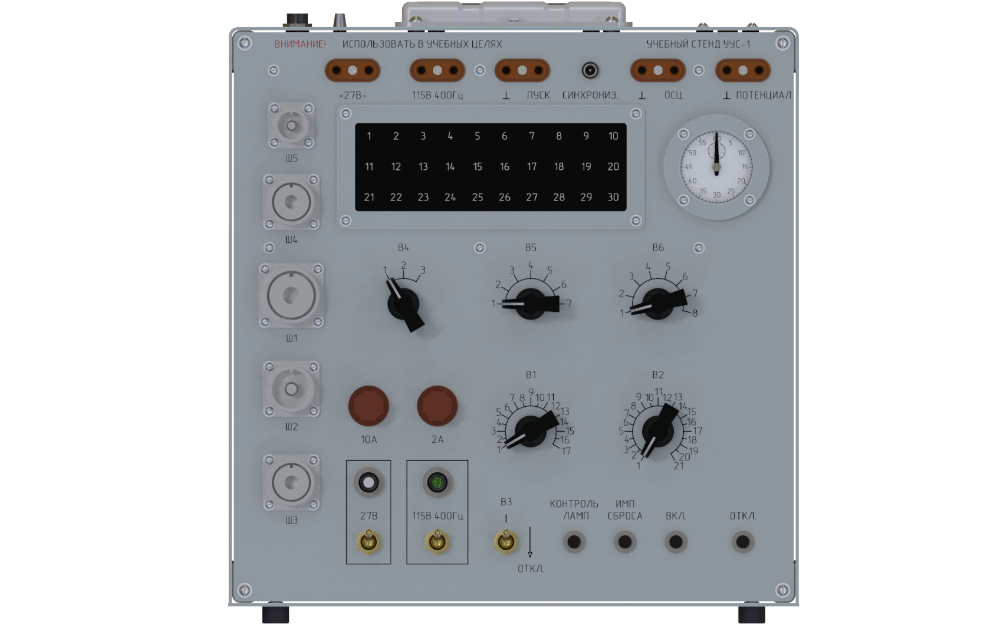 ВНИМАНИЕ! ИСПОЛЬЗОВАТЬ В УЧЕБНЫХ ЦЕЛЯХ УЧЕБНЫЙ СТЕНД УУС-1
+27В- 115В 400Гц ⊥ ПУСК СИНХРОНИЗ. ⊥ ОСЦ. ⊥ ПОТЕНЦИАЛ
Ш5
Ш4
Ш1
Ш2
Ш3
1 2 3 4 5 6 7 8 9 10
11 12 13 14 15 16 17 18 19 20
21 22 23 24 25 26 27 28 29 30
60 5 10 15 20 25 30 35 40 45 50 55
В4
1 2 3
В5
1 2 3 4 5 6 7
В6
1 2 3 4 5 6 7 8
10А
2А
В1
1 2 3 4 5 6 7 8 9 10 11 12 13 14 15 16 17
В2
1 2 3 4 5 6 7 8 9 10 11 12 13 14 15 16 17 18 19 20 21
27В
115В 400Гц
В3
ОТКЛ.
КОНТРОЛЬ
ЛАМП
ИМП
СБРОСА
ВКЛ.
ОТКЛ.